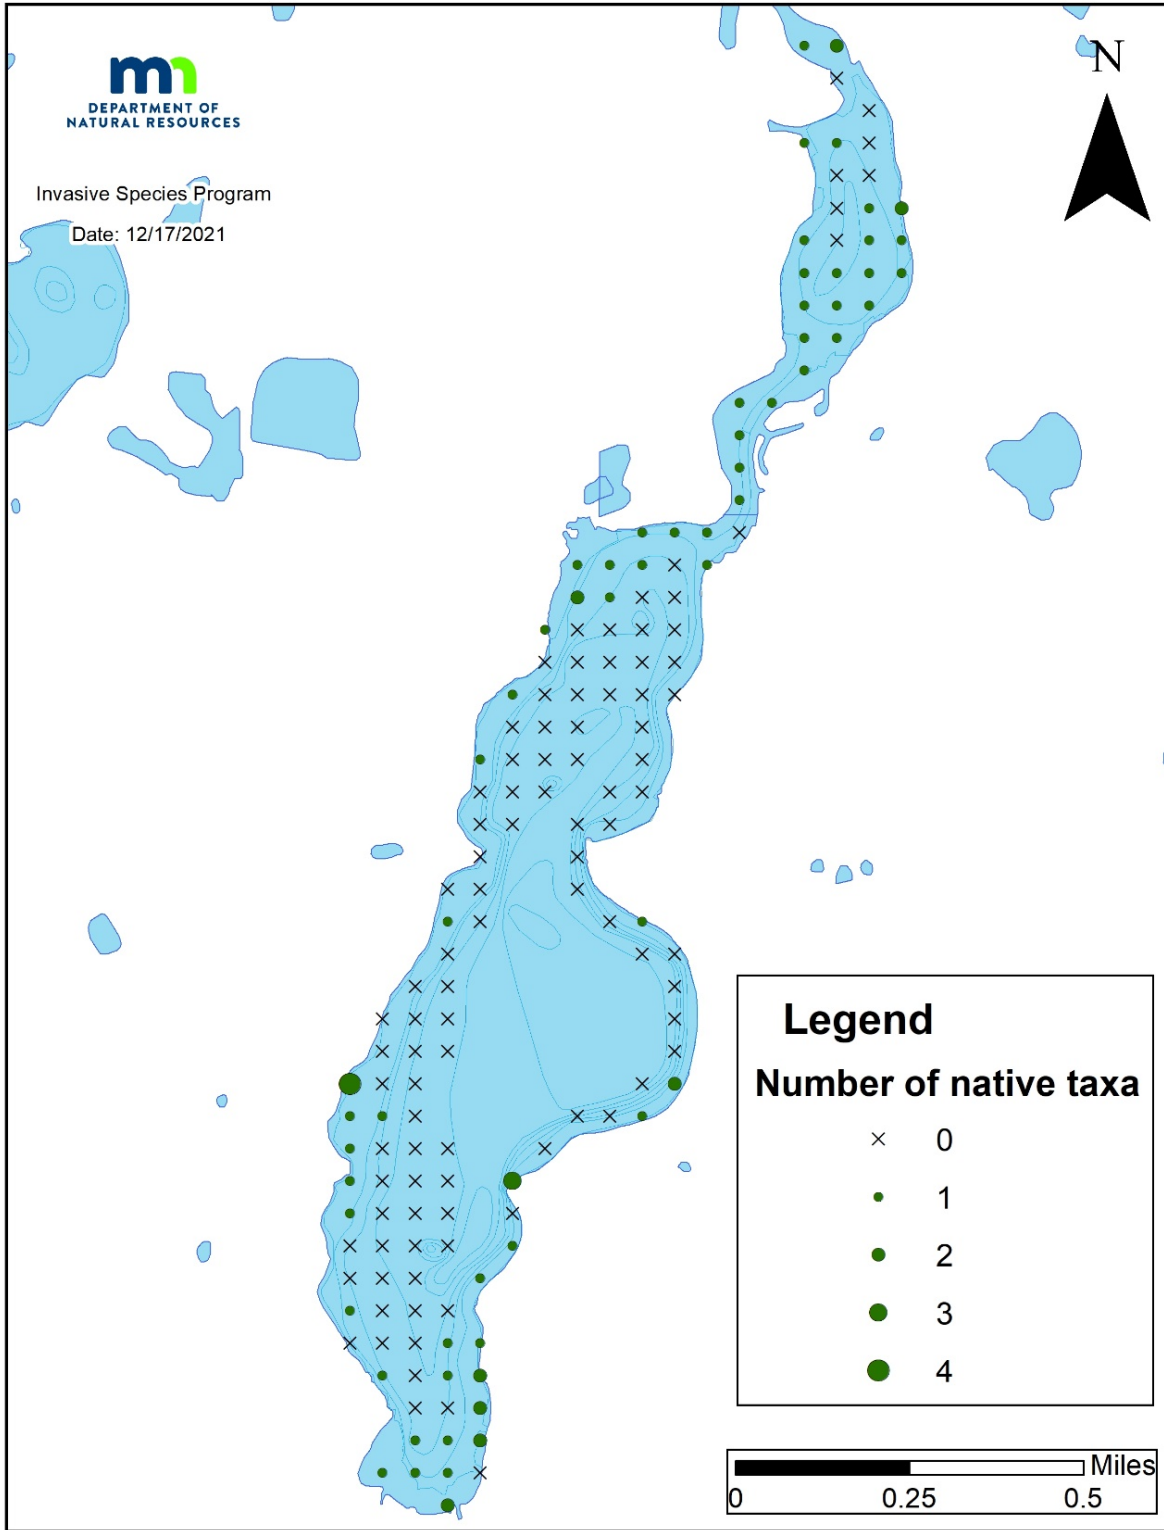 mn
DEPARTMENT OF
NATURAL RESOURCES
Invasive Species Program
Date: 12/17/2021
N
Legend
Number of native taxa
0
1
2
3
4
Miles
0 0.25 0.5